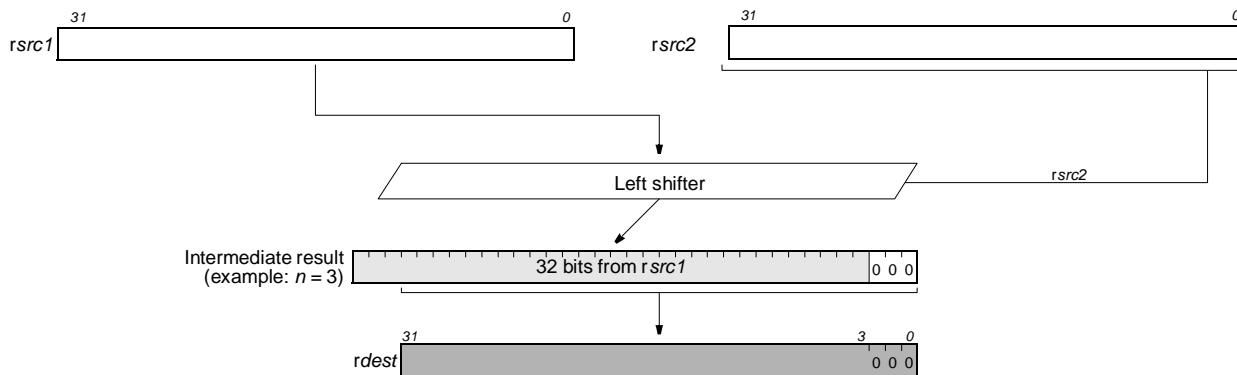 31 0 31 0
rsrc1 rsrc2
Left shifter rsrc2
Intermediate result
(example: n = 3)
32 bits from rsrc1
0 0 0
31 3 0
rdest
0 0 0